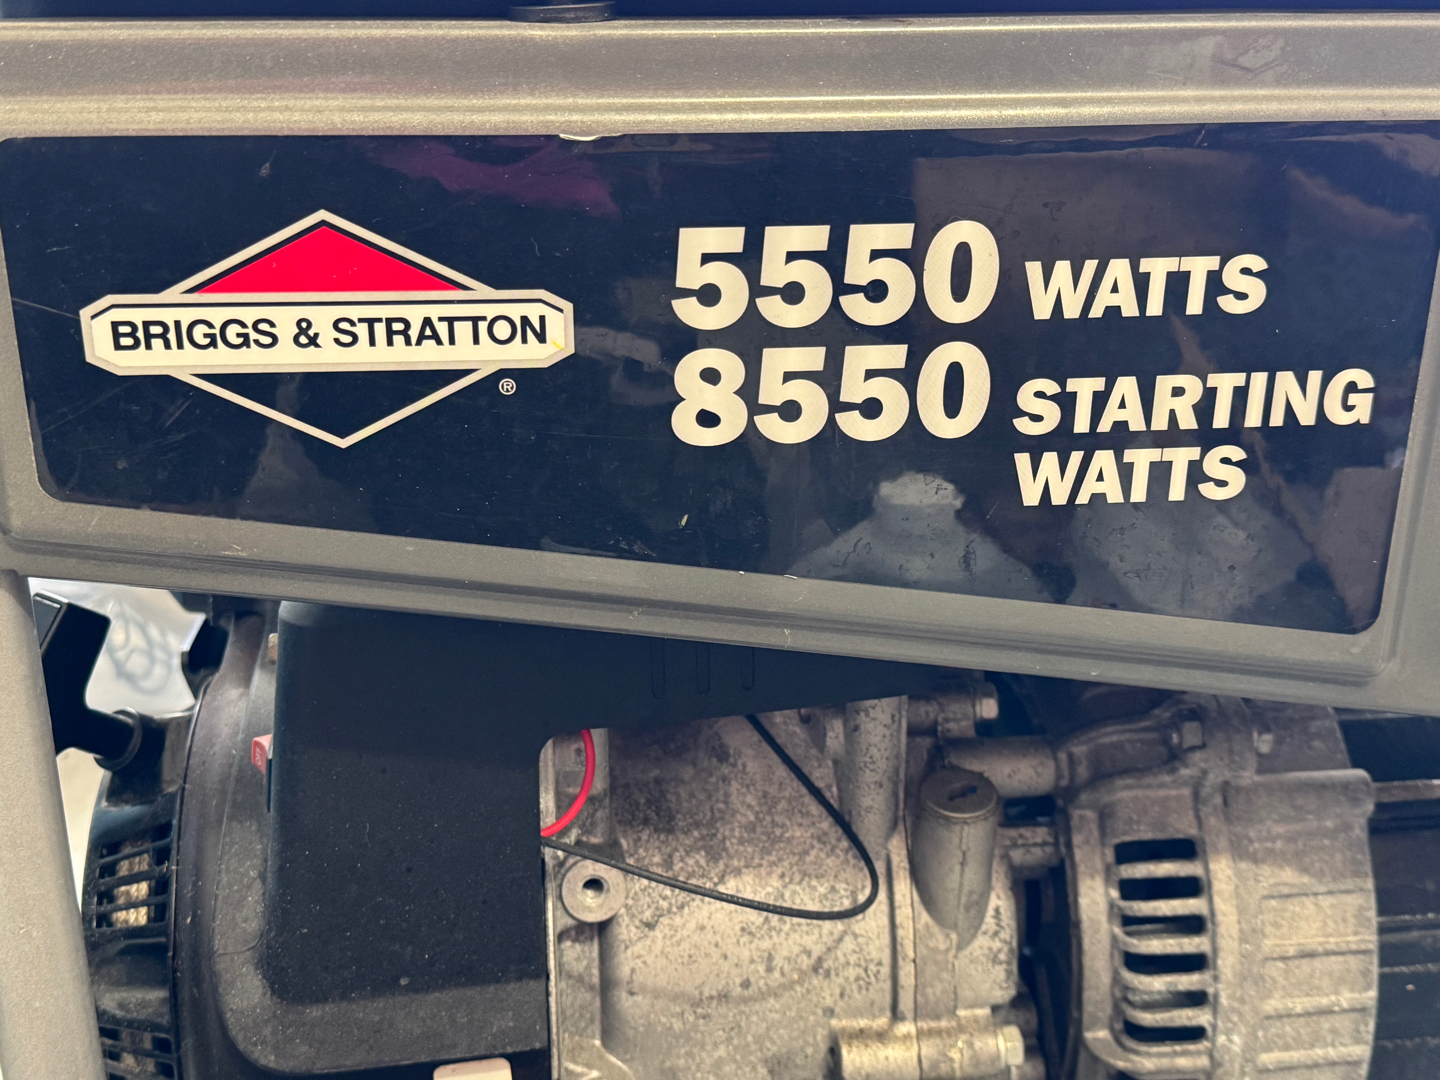 BRIGGS & STRATTON
®
5550 WATTS
8550 STARTING
WATTS